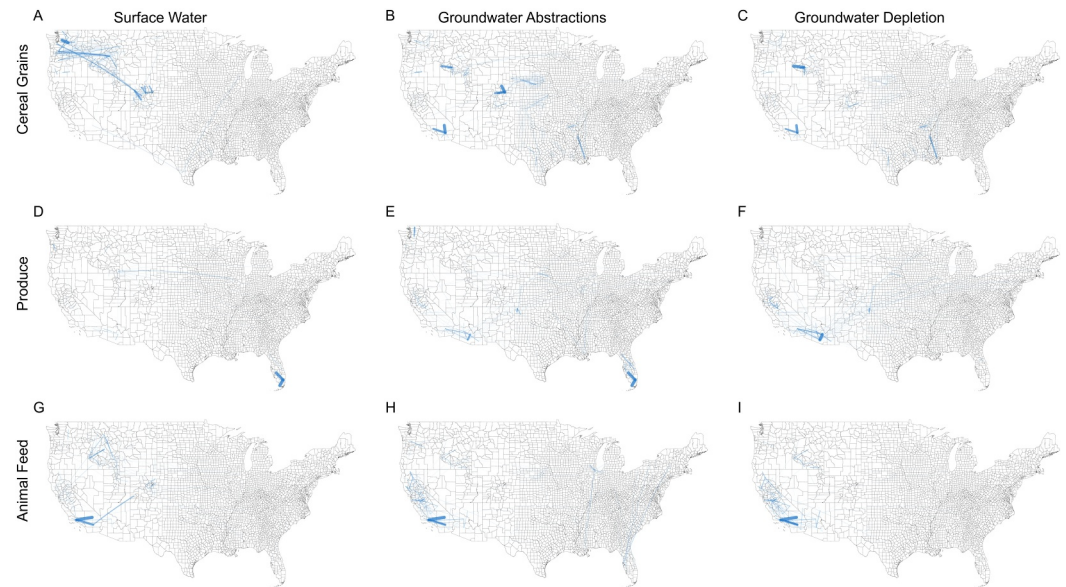 A Surface Water
B Groundwater Abstractions
C Groundwater Depletion
Cereal Grains
D
E
F
Produce
G
H
I
Animal Feed